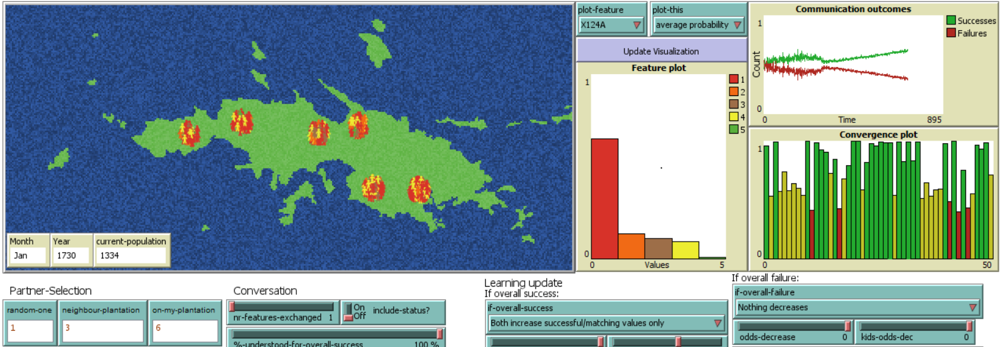 plot-feature
X124A
plot-this
average probability
Update Visualization
Feature plot
1
0
0
Values
5
1
2
3
4
5
Communication outcomes
1
Count
0
0
Time
895
Successes
Failures
Convergence plot
1
0
0
50
Month
Jan
Year
1730
current-population
1334
Partner-Selection
random-one
1
neighbour-plantation
3
on-my-plantation
6
Conversation
nr-features-exchanged 1
On
Off
include-status?
%-understood-for-overall-success 100 %
Learning update
If overall success:
if-overall-success
Both increase successful/matching values only
If overall failure:
if-overall-failure
Nothing decreases
odds-decrease 0
kids-odds-dec 0